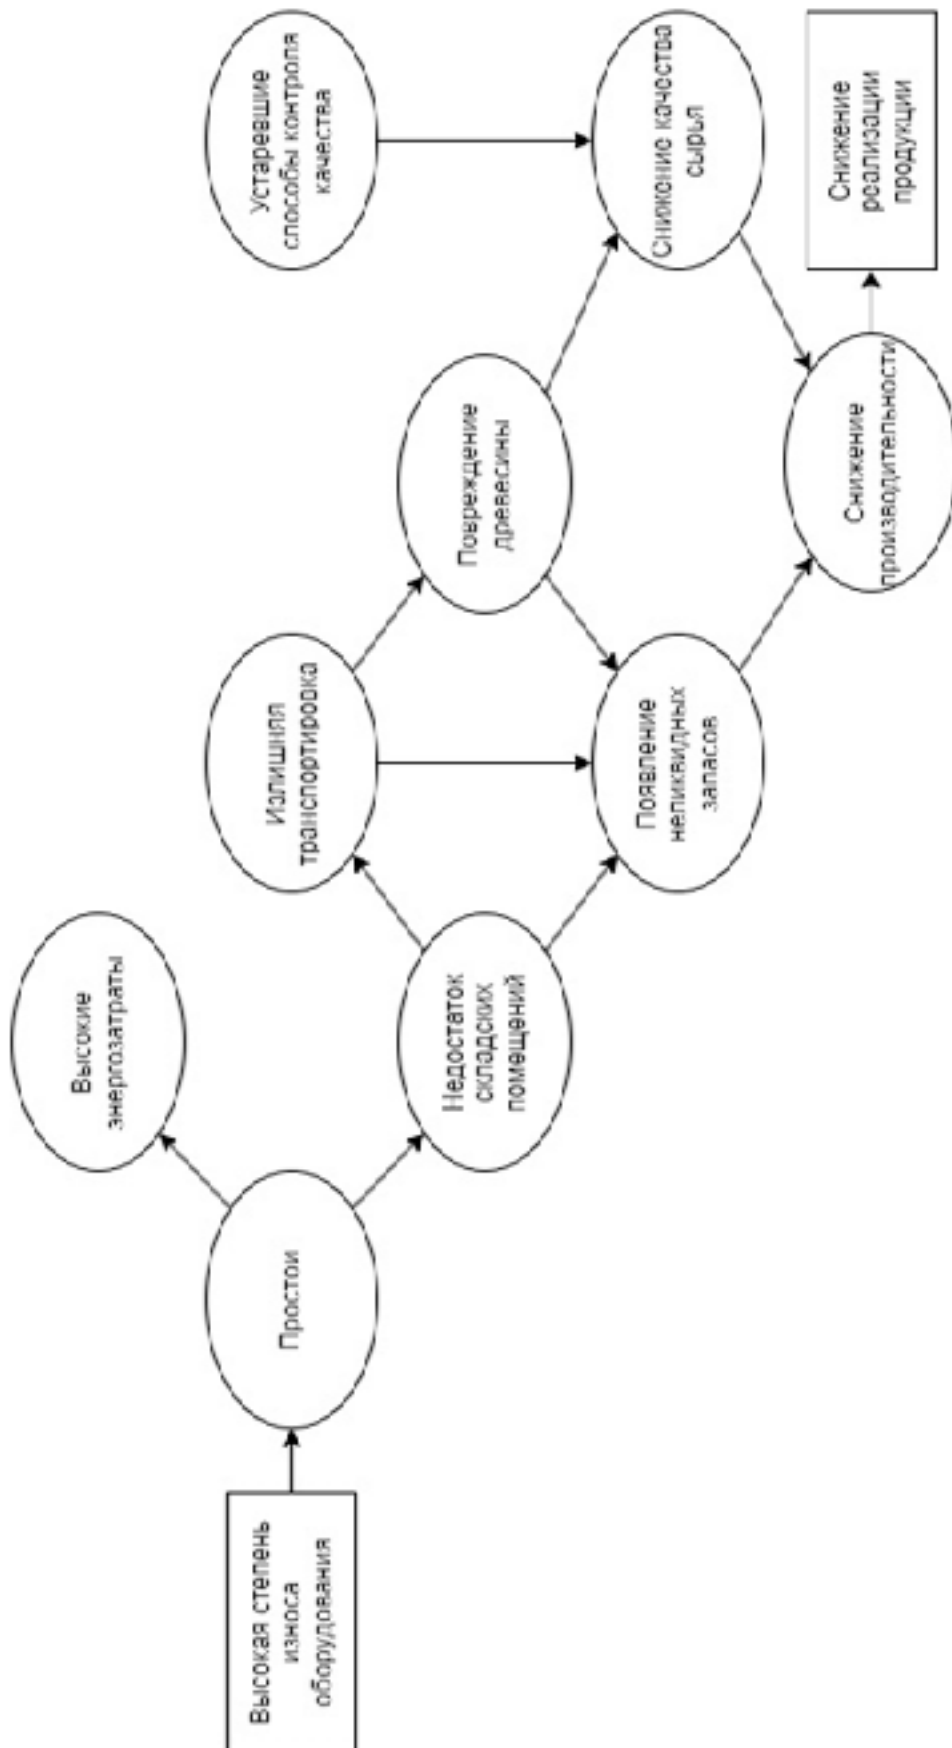 Высокая степень
износа
оборудования
Простои
Высокие
энергозатраты
Недостаток
складских
помещений
Излишняя
транспортировка
Появление
неликвидных
запасов
Повреждение
древесины
Устаревшие
способы контроля
качества
Снижение качества
сырья
Снижение
производительности
Снижение
реализации
продукции